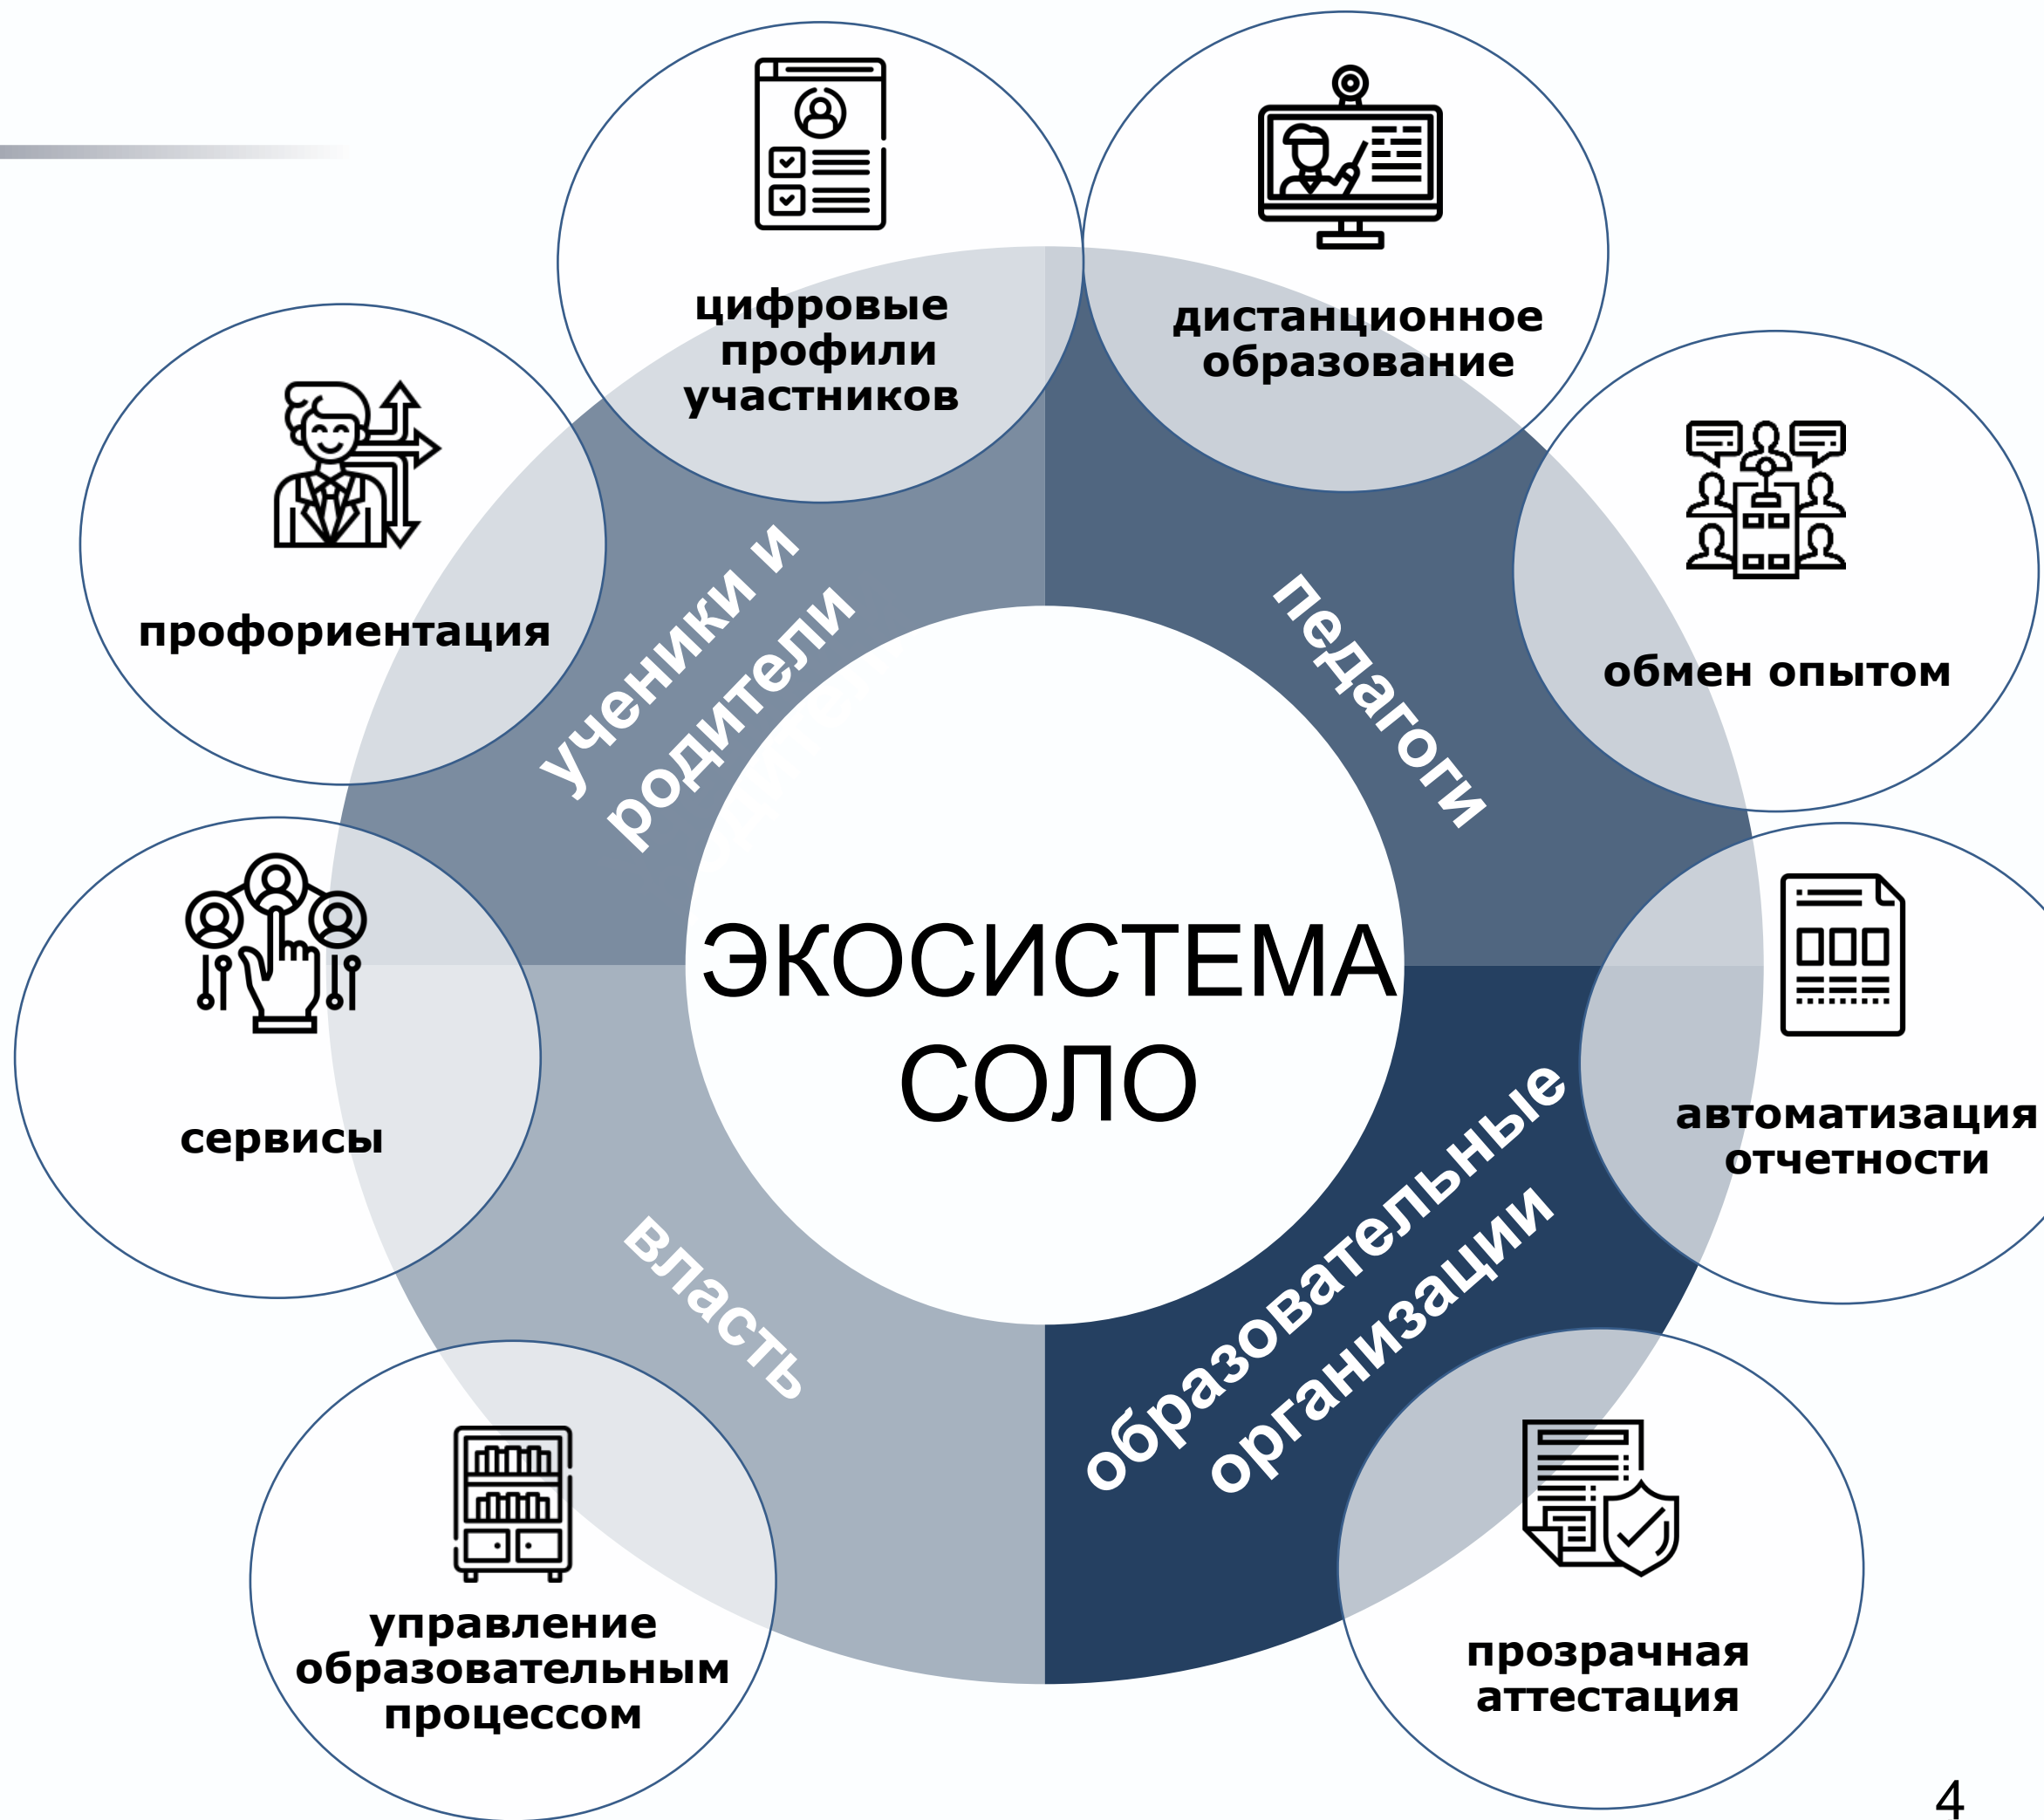 цифровые
профили
участников
дистанционное
образование
профориентация
обмен опытом
ученики и
родители
педагоги
ЭКОСИСТЕМА
СОЛО
сервисы
автоматизация
отчетности
власть
образовательные
организации
управление
образовательным
процессом
прозрачная
аттестация
4